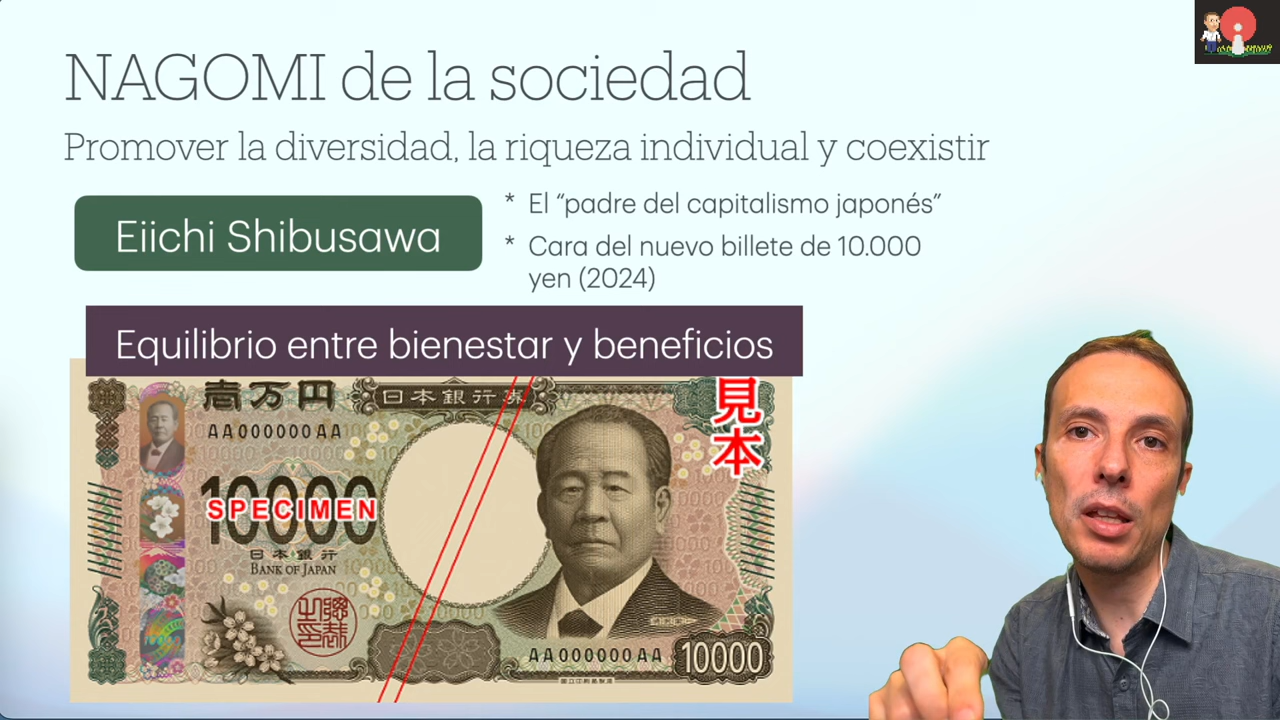 NAGOMI de la sociedad
Promover la diversidad, la riqueza individual y coexistir
Eiichi Shibusawa
* El “padre del capitalismo japonés”
* Cara del nuevo billete de 10.000
yen (2024)
Equilibrio entre bienestar y beneficios
壱万円
日本銀行券
見本
AA000000AA
10000
SPECIMEN
日本銀行
BANK OF JAPAN
AA000000AA
10000